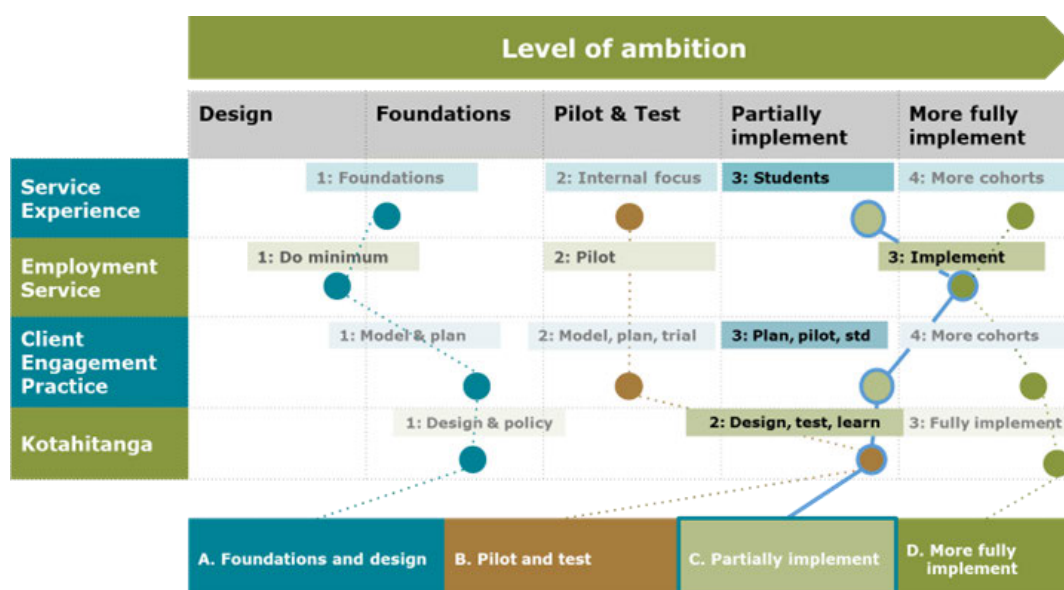 Level of ambition
Design
Foundations
Pilot & Test
Partially
implement
More fully
implement
Service
Experience
1: Foundations
2: Internal focus
3: Students
4: More cohorts
Employment
Service
1: Do minimum
2: Pilot
3: Implement
Client
Engagement
Practice
1: Model & plan
2: Model, plan, trial
3: Plan, pilot, std
4: More cohorts
Kotahitanga
1: Design & policy
2: Design, test, learn
3: Fully implement
A. Foundations and design
B. Pilot and test
C. Partially implement
D. More fully
implement